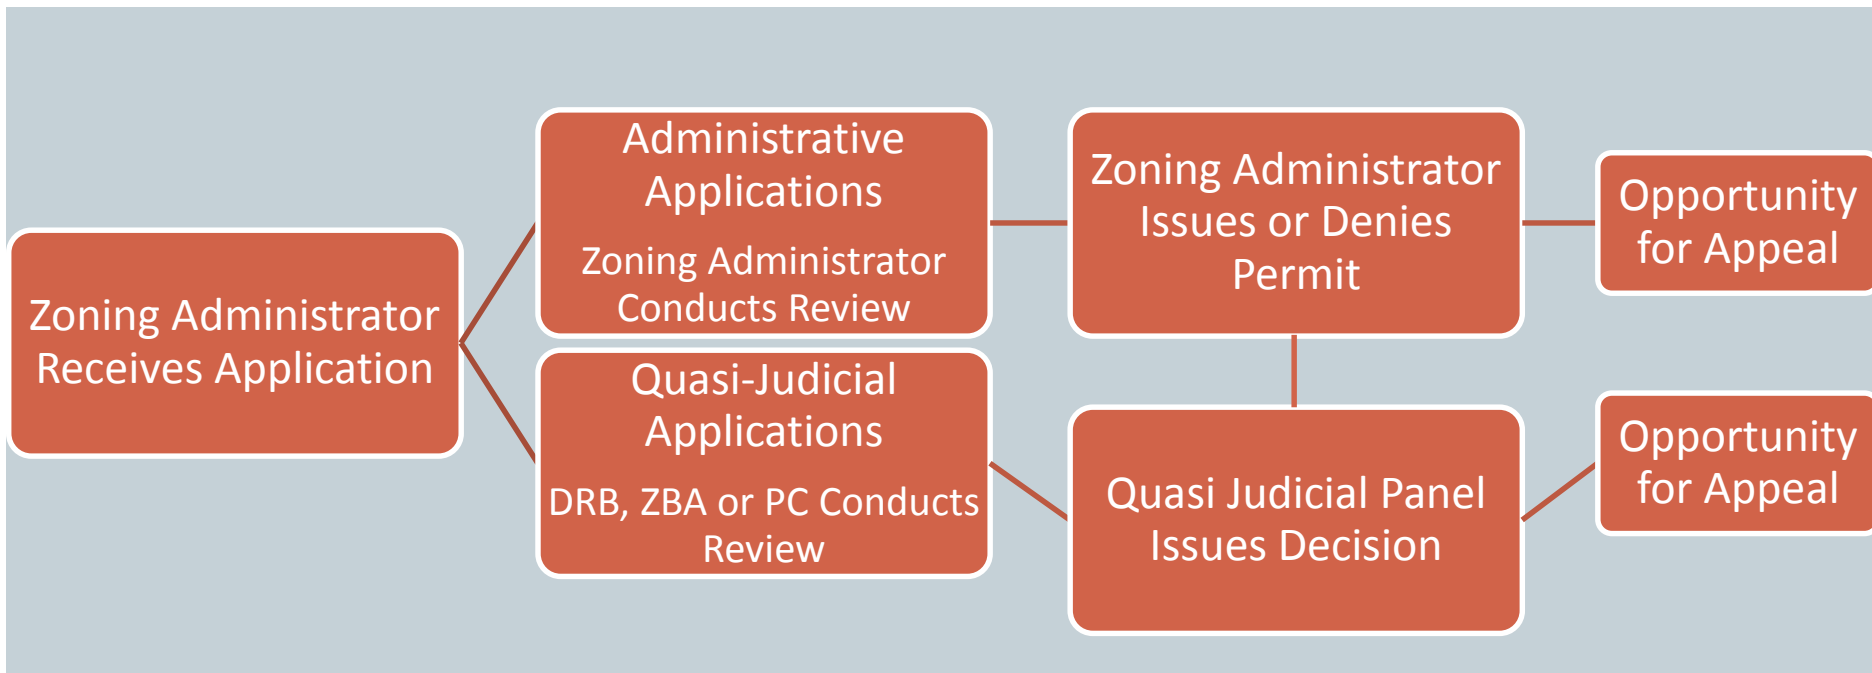 Zoning Administrator
Receives Application
Administrative
Applications
Zoning Administrator
Conducts Review
Quasi-Judicial
Applications
DRB, ZBA or PC Conducts
Review
Zoning Administrator
Issues or Denies
Permit
Quasi Judicial Panel
Issues Decision
Opportunity
for Appeal
Opportunity
for Appeal